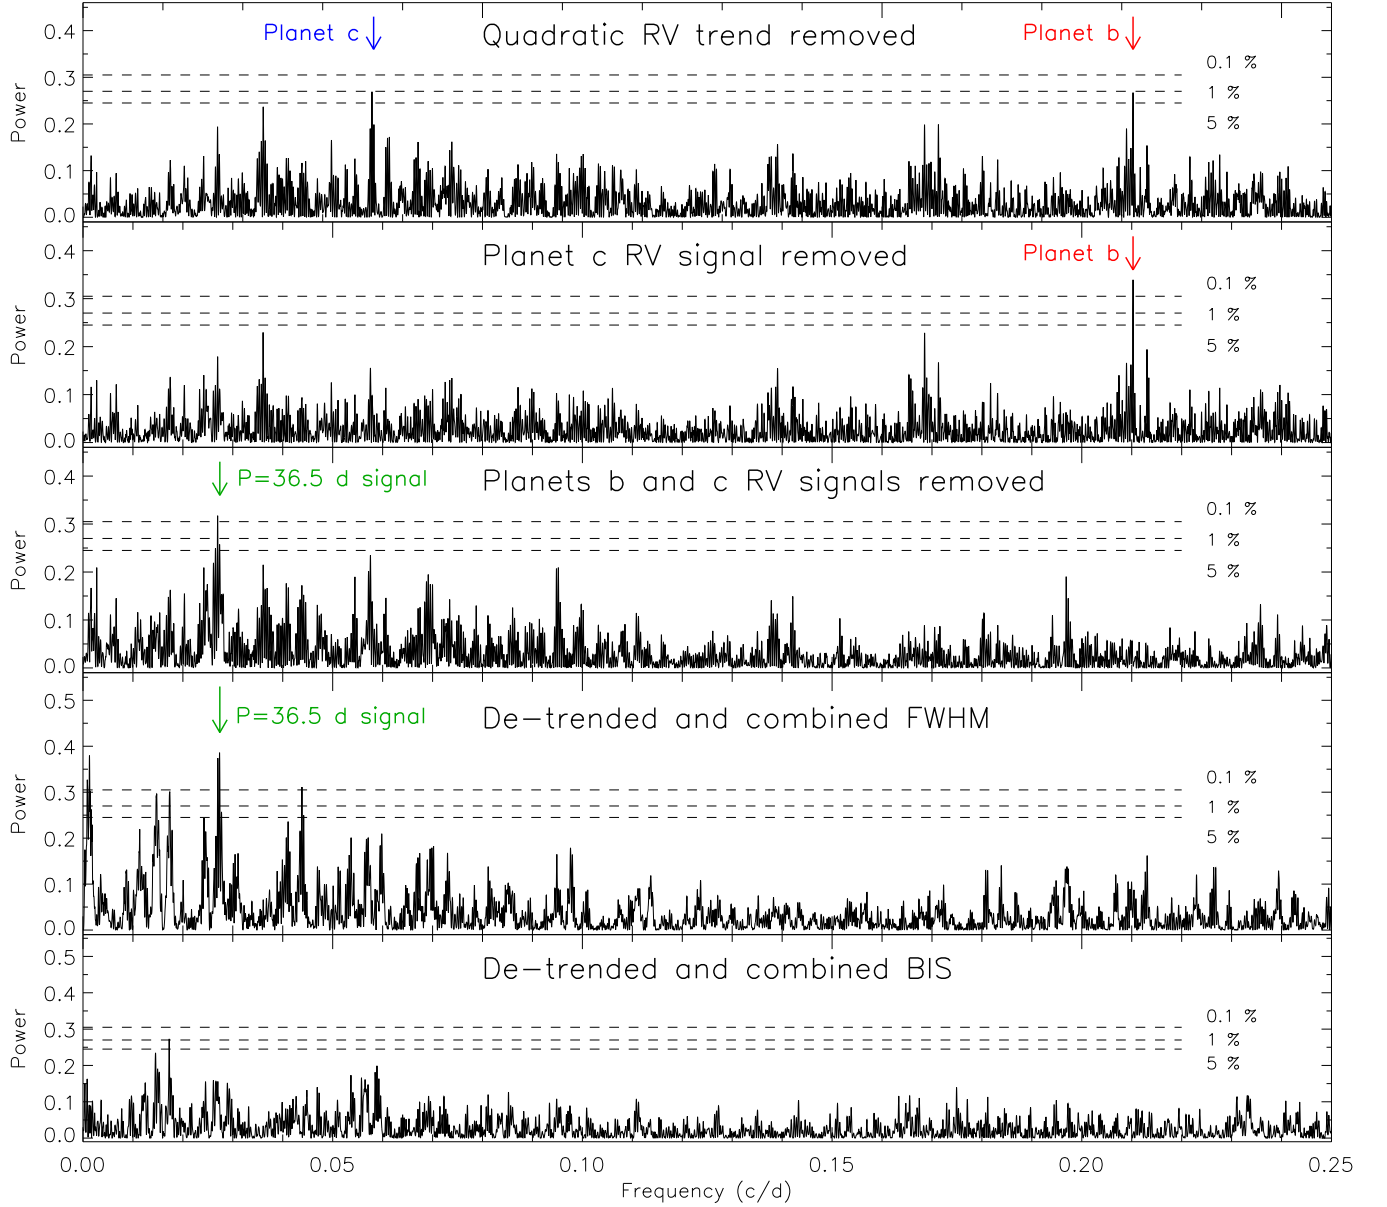 Planet c
Quadratic RV trend removed
Planet b
0.4
0.3
0.2
0.1
0.0
Power
0.1 %
1 %
5 %
Planet c RV signal removed
Planet b
0.4
0.3
0.2
0.1
0.0
Power
0.1 %
1 %
5 %
P=36.5 d signal
Planets b and c RV signals removed
0.4
0.3
0.2
0.1
0.0
Power
0.1 %
1 %
5 %
P=36.5 d signal
De-trended and combined FWHM
0.5
0.4
0.3
0.2
0.1
0.0
Power
0.1 %
1 %
5 %
De-trended and combined BIS
0.5
0.4
0.3
0.2
0.1
0.0
Power
0.1 %
1 %
5 %
0.00 0.05 0.10 0.15 0.20 0.25
Frequency (c/d)